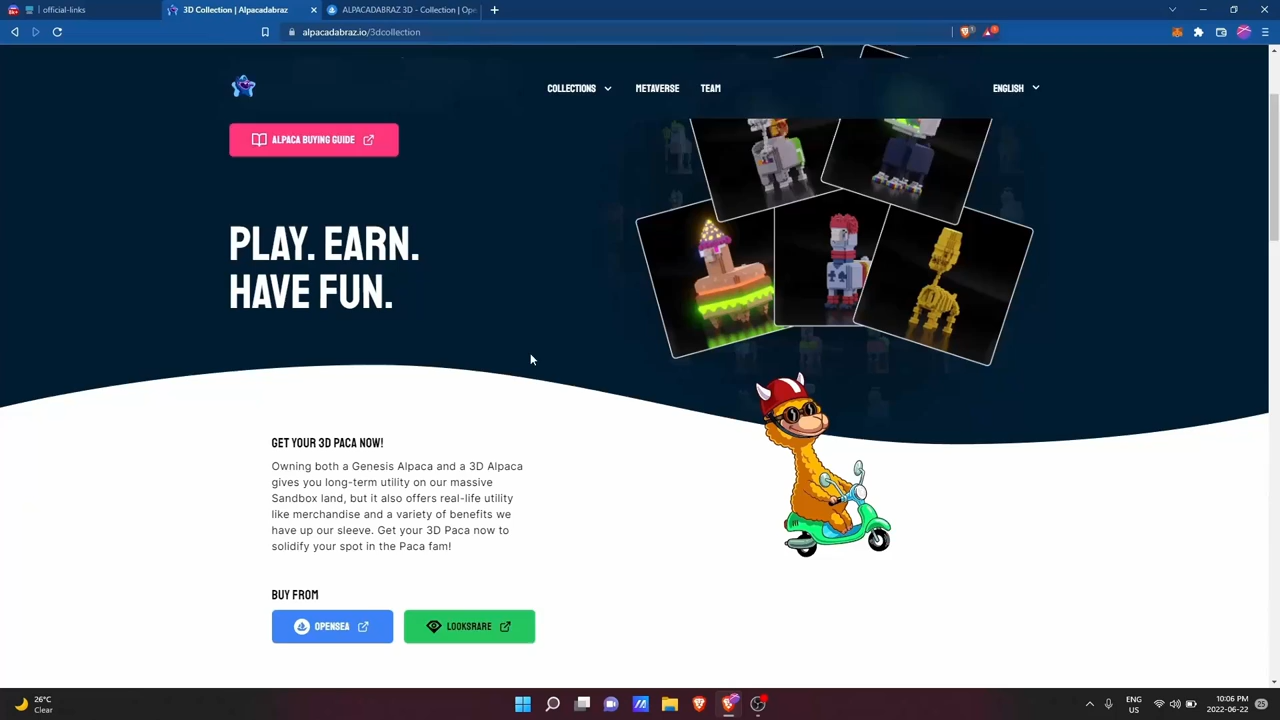 official-links
3D Collection | Alpacadabraz
ALPACADABRAZ 3D - Collection | Ope
alpacadabraz.io/3dcollection
COLLECTIONS
METAVERSE
TEAM
ENGLISH
ALPACA BUYING GUIDE
PLAY. EARN.
HAVE FUN.
GET YOUR 3D PACA NOW!
Owning both a Genesis Alpaca and a 3D Alpaca
gives you long-term utility on our massive
Sandbox land, but it also offers real-life utility
like merchandise and a variety of benefits we
have up our sleeve. Get your 3D Paca now to
solidify your spot in the Paca fam!
BUY FROM
OPENSEA
LOOKSRARE
26°C
Clear
ENG
US
10:06 PM
2022-06-22